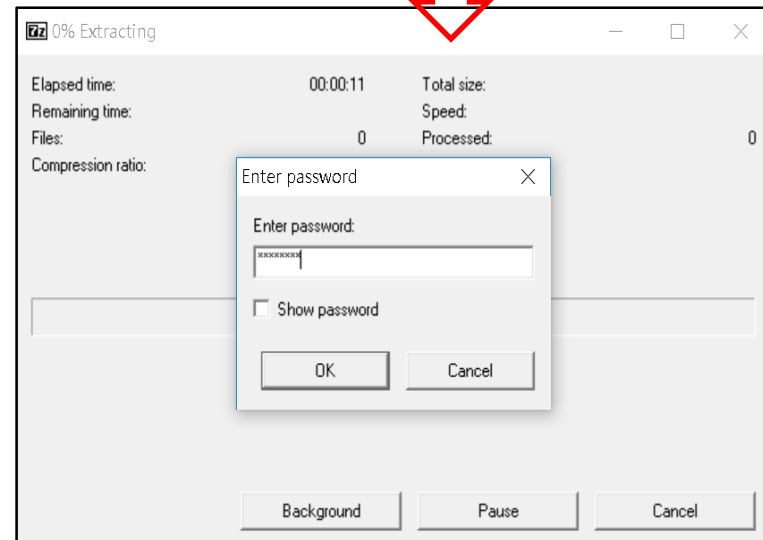 7z 0% Extracting
Elapsed time: 00:00:11 Total size:
Remaining time: Speed:
Files: 0 Processed: 0
Compression ratio:
Enter password
Enter password:
********
Show password
OK Cancel
Background Pause Cancel